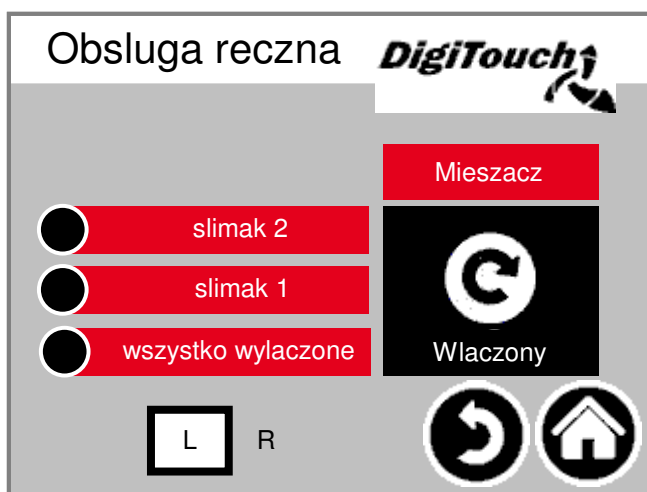 Obsluga reczna
DigiTouch
Mieszacz
slimak 2
slimak 1
wszystko wylaczone
Wlaczony
L
R